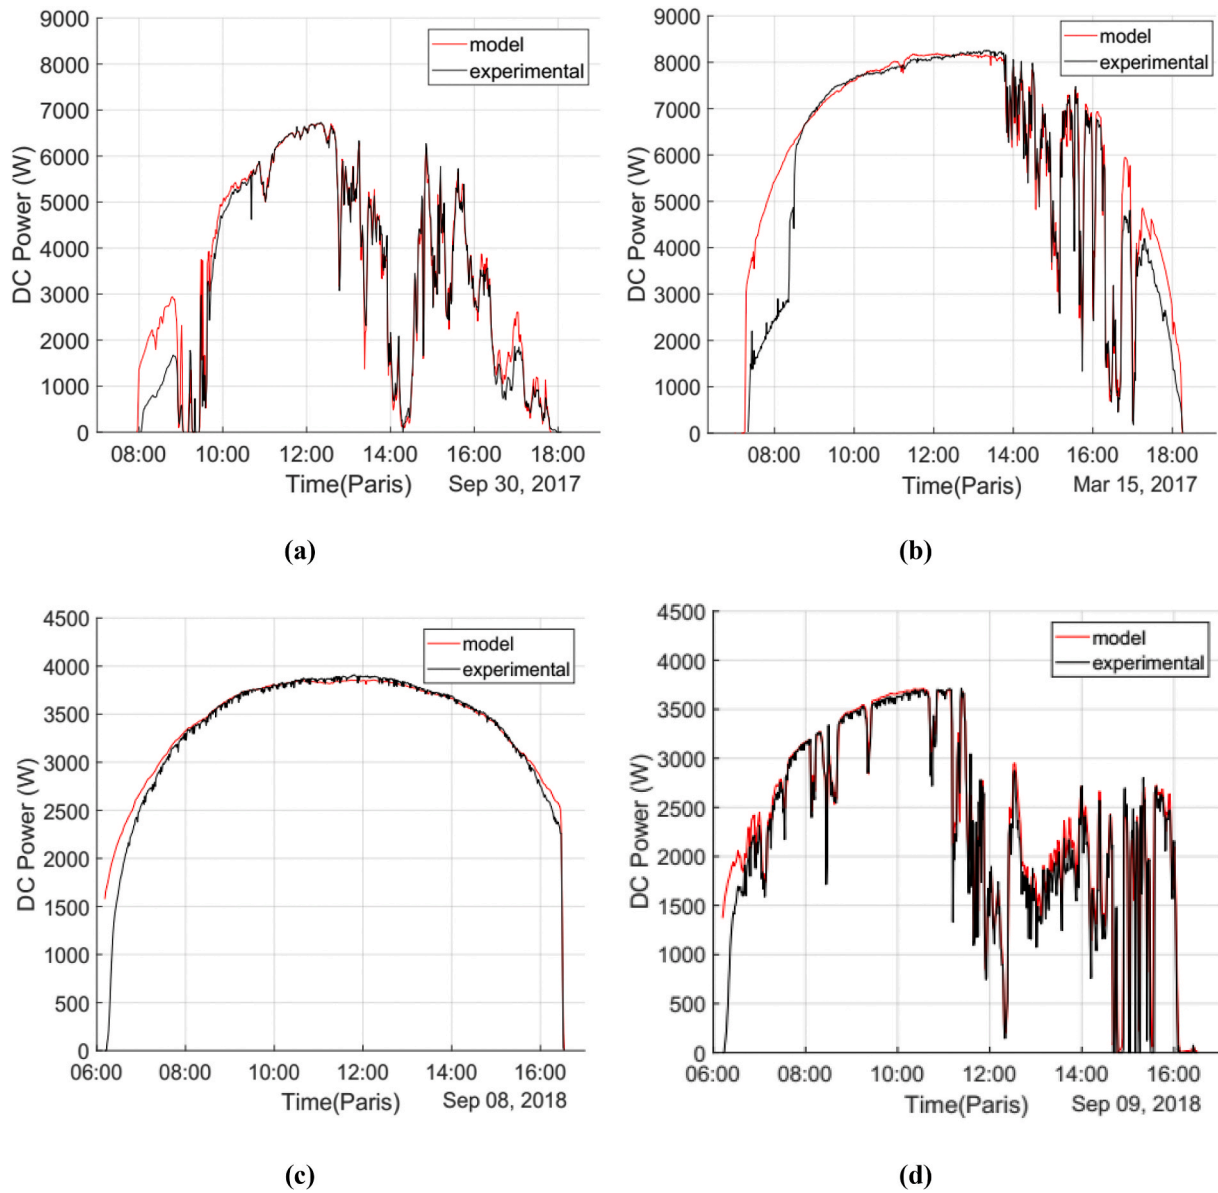 9000
8000
7000
6000
5000
4000
3000
2000
1000
0
DC Power (W)
model
experimental
08:00 10:00 12:00 14:00 16:00 18:00
Time(Paris) Sep 30, 2017
(a)
9000
8000
7000
6000
5000
4000
3000
2000
1000
0
DC Power (W)
model
experimental
08:00 10:00 12:00 14:00 16:00 18:00
Time(Paris) Mar 15, 2017
(b)
4500
4000
3500
3000
2500
2000
1500
1000
500
0
DC Power (W)
model
experimental
06:00 08:00 10:00 12:00 14:00 16:00
Time(Paris) Sep 08, 2018
(c)
4500
4000
3500
3000
2500
2000
1500
1000
500
0
DC Power (W)
model
experimental
06:00 08:00 10:00 12:00 14:00 16:00
Time(Paris) Sep 09, 2018
(d)